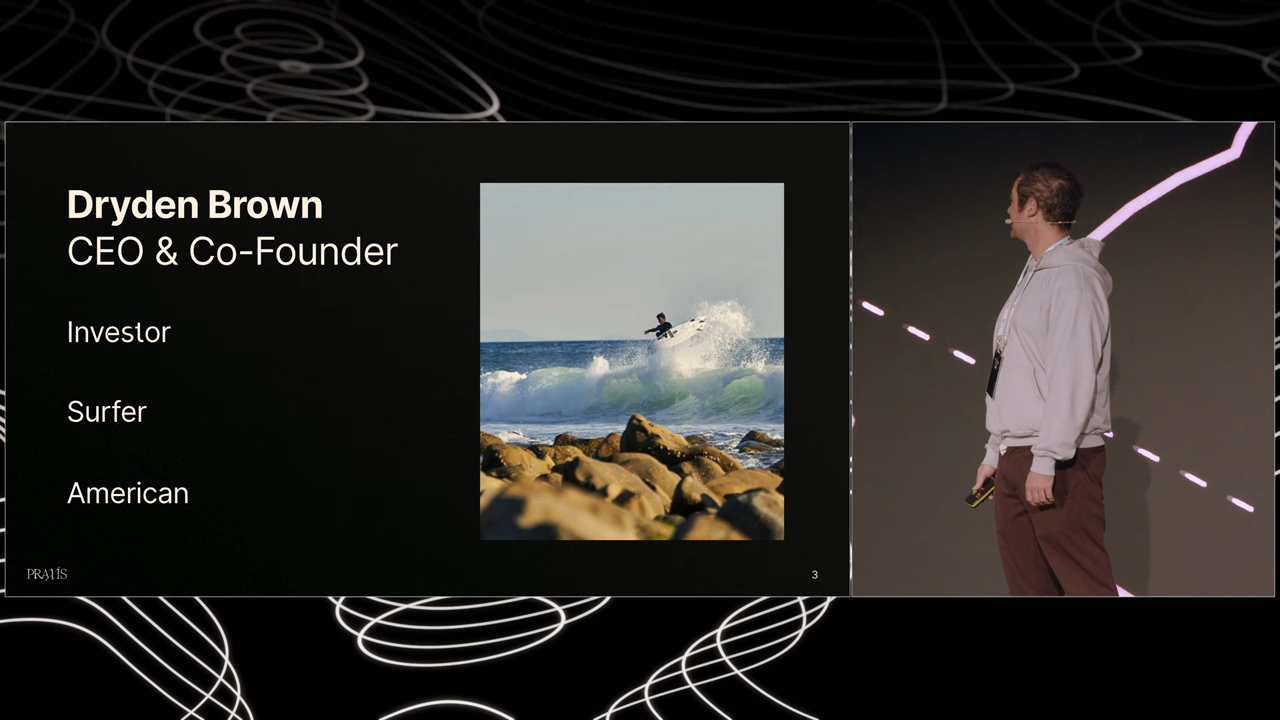 Dryden Brown
CEO & Co-Founder
Investor
Surfer
American
PRAXIS
3